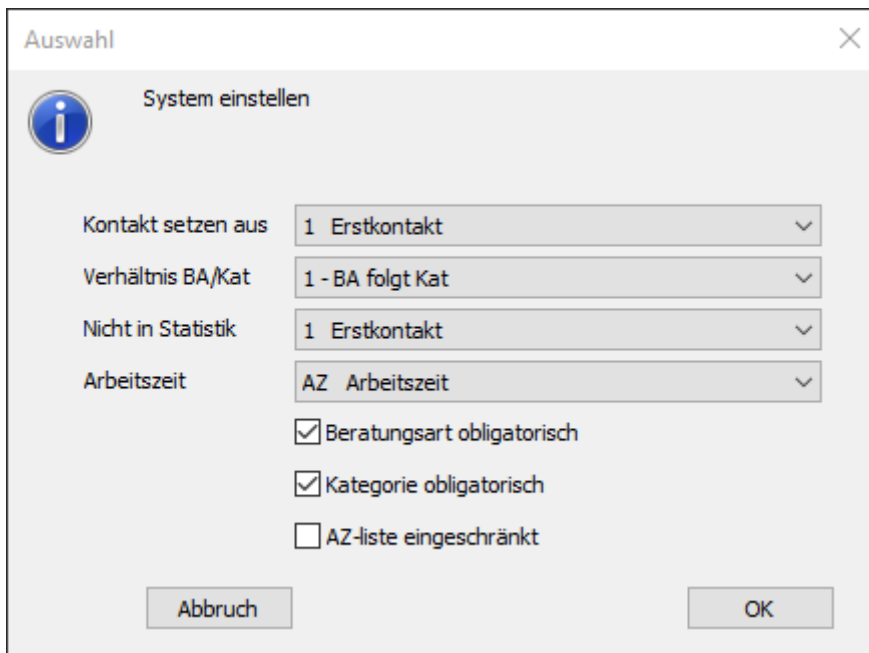 Auswahl
System einstellen
Kontakt setzen aus 1 Erstkontakt
Verhältnis BA/Kat 1 - BA folgt Kat
Nicht in Statistik 1 Erstkontakt
Arbeitszeit AZ Arbeitszeit
Beratungsart obligatorisch
Kategorie obligatorisch
AZ-liste eingeschränkt
Abbruch OK